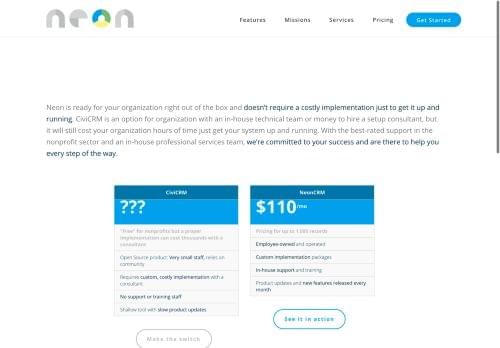 neon
Features Missions Services Pricing Get Started
Neon is ready for your organization right out of the box and doesn't require a costly implementation just to get it up and
running. CiviCRM is an option for organization with an in-house technical team or money to hire a setup consultant, but
it will still cost your organization hours of time just get your system up and running. With the best-rated support in the
nonprofit sector and an in-house professional services team, we're committed to your success and are there to help you
every step of the way.
CiviCRM
???
"Free" for nonprofits but a proper
implementation can cost thousands with a
consultant
Open Source product: Very small staff, relies on
community
Requires custom, costly implementation with a
consultant
No support or training staff
Shallow tool with slow product updates
Make the switch
NeonCRM
$110/mo
Pricing for up to 1,000 records
Employee-owned and operated
Custom implementation packages
In-house support and training
Product updates and new features released every
month
See it in action